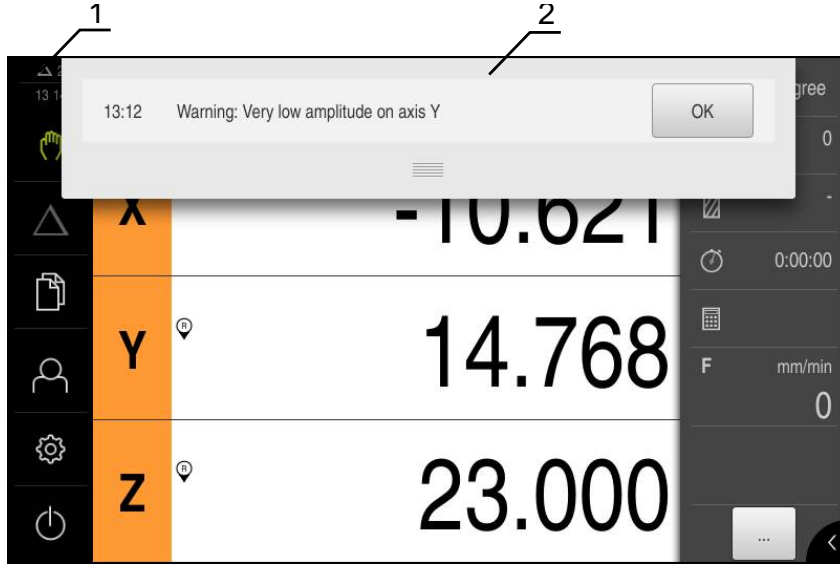 1
2
13:12 Warning: Very low amplitude on axis Y OK
gree
0
X -10.621
-
0:00:00
Y R 14.768
F mm/min
0
Z R 23.000
...